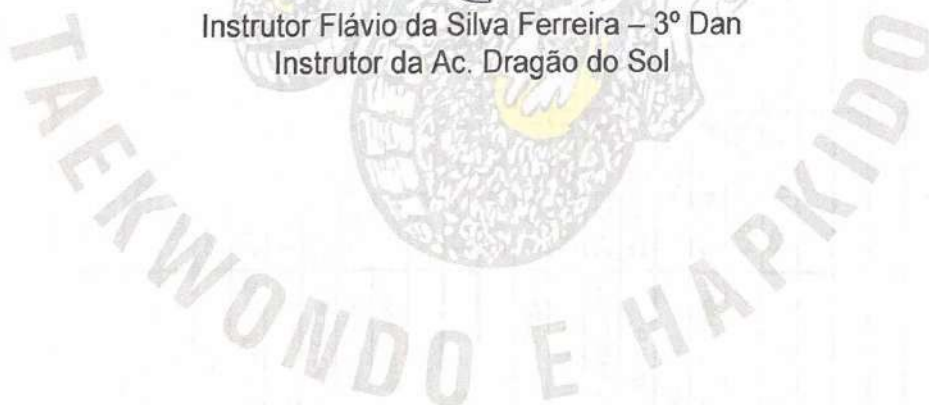 Instrutor Flávio da Silva Ferreira – 3º Dan
Instrutor da Ac. Dragão do Sol
TAEKWONDO E HAPKIDO